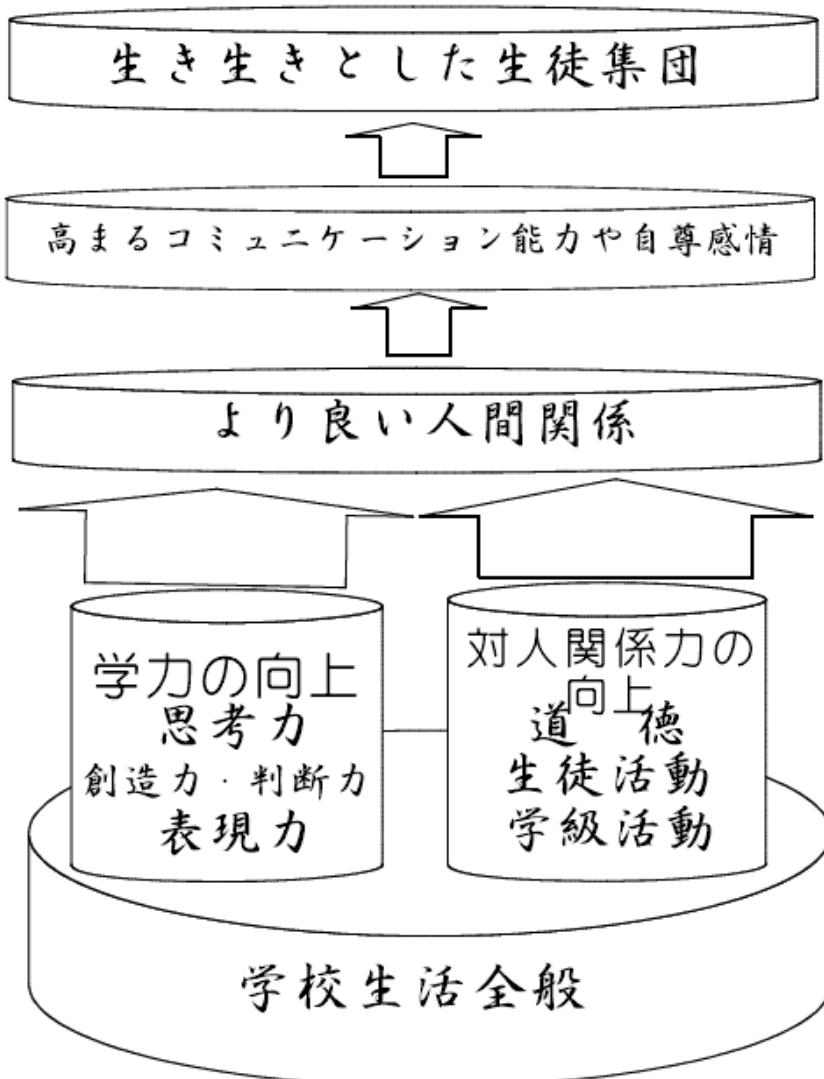 生き生きとした生徒集団
高まるコミュニケーション能力や自尊感情
より良い人間関係
学力の向上
思考力
創造力・判断力
表現力
対人関係力の
向上
道　徳
生徒活動
学級活動
学校生活全般